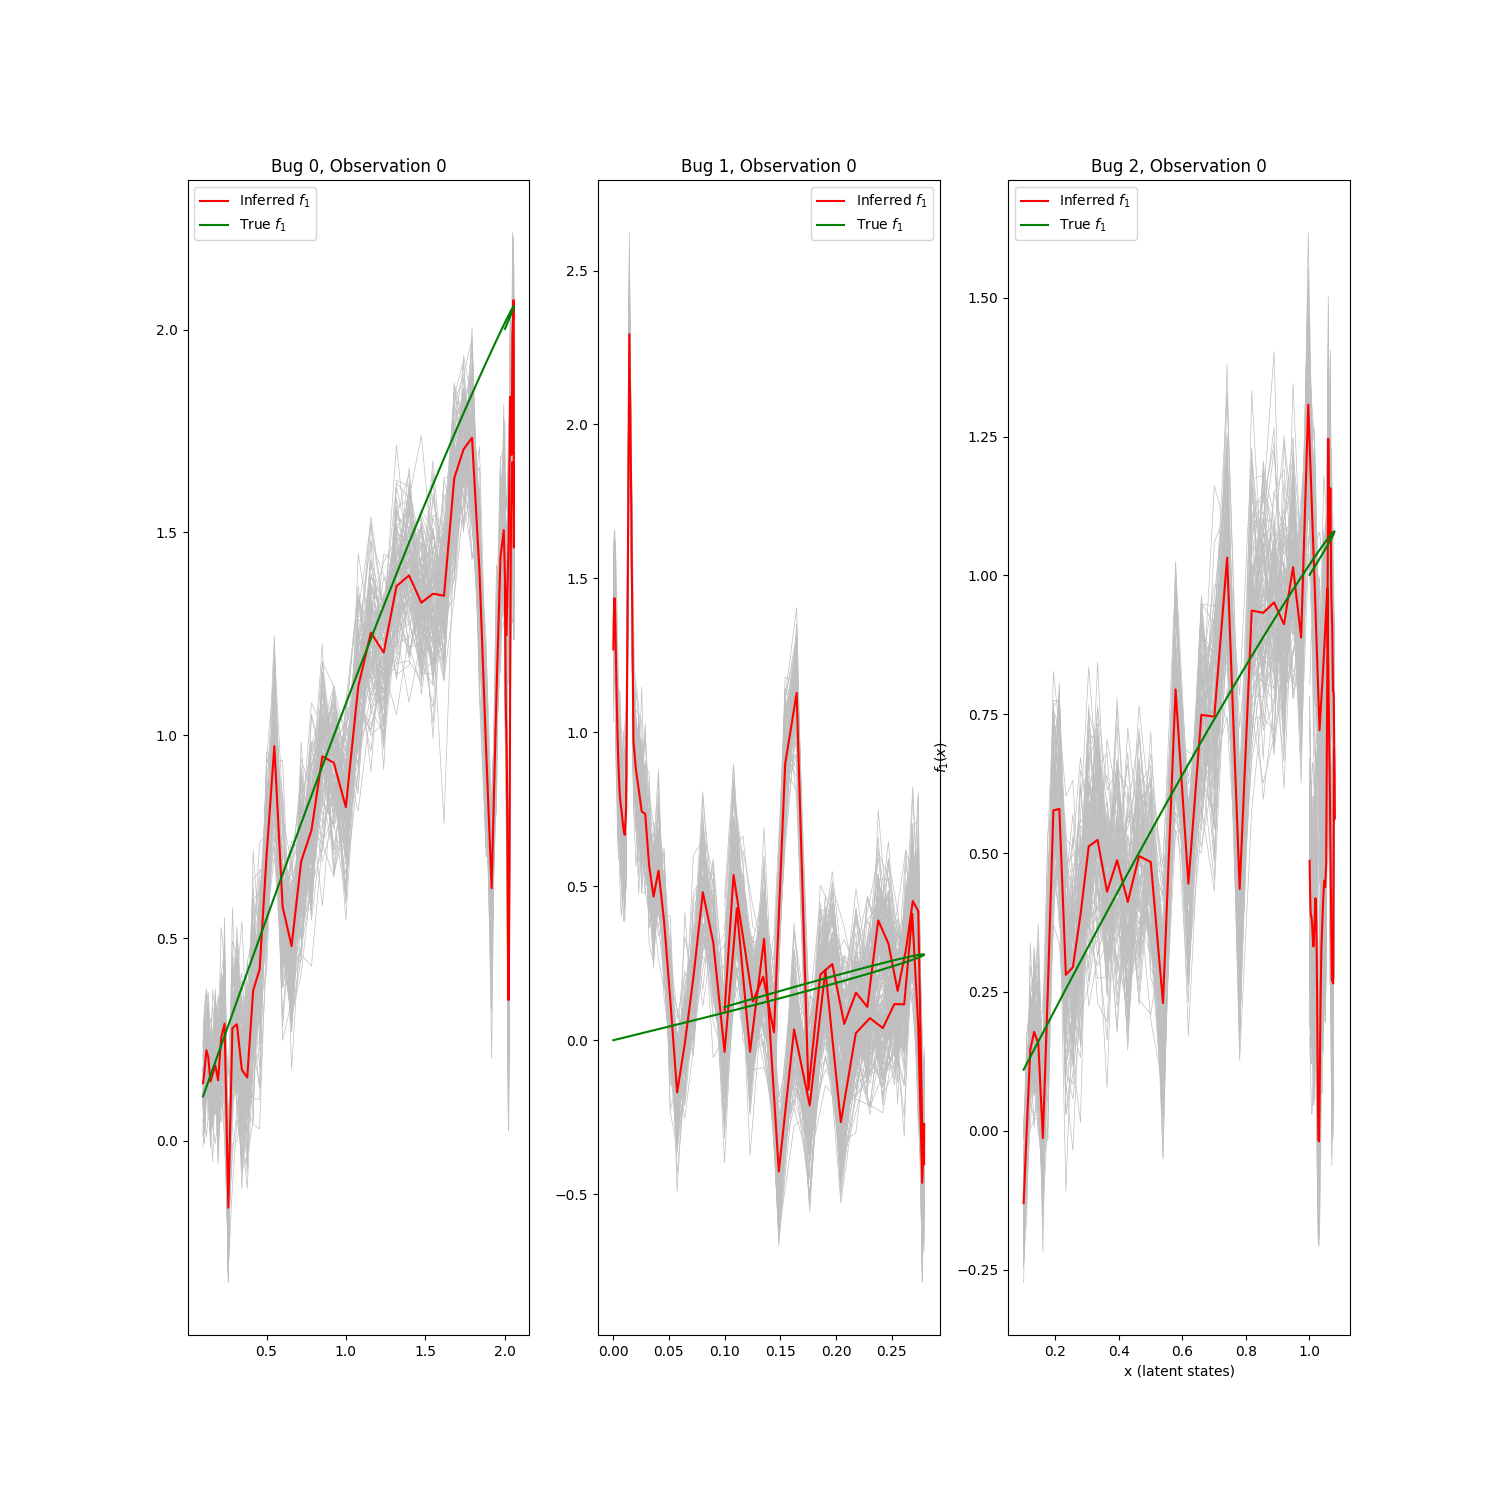 Bug 0, Observation 0
Inferred f₁
True f₁
2.0
1.5
1.0
0.5
0.0
0.5 1.0 1.5 2.0
Bug 1, Observation 0
Inferred f₁
True f₁
2.5
2.0
1.5
1.0
0.5
0.0
−0.5
0.00 0.05 0.10 0.15 0.20 0.25
Bug 2, Observation 0
Inferred f₁
True f₁
f₁(x)
1.50
1.25
1.00
0.75
0.50
0.25
0.00
−0.25
0.2 0.4 0.6 0.8 1.0
x (latent states)